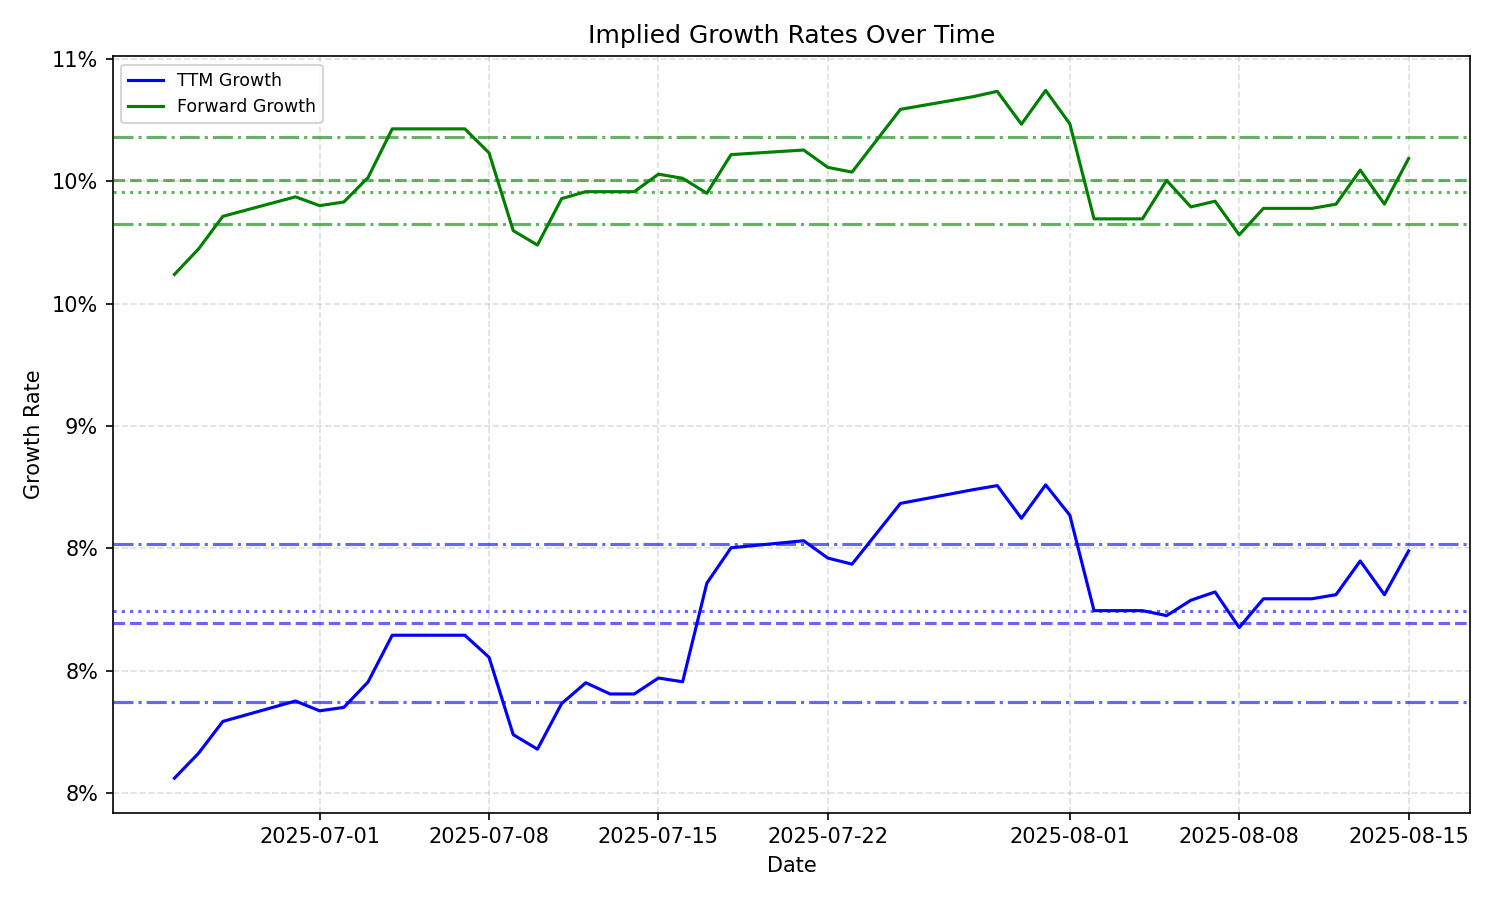 Implied Growth Rates Over Time
TTM Growth
Forward Growth
11%
10%
10%
9%
8%
8%
8%
Growth Rate
2025-07-01
2025-07-08
2025-07-15
2025-07-22
2025-08-01
2025-08-08
2025-08-15
Date